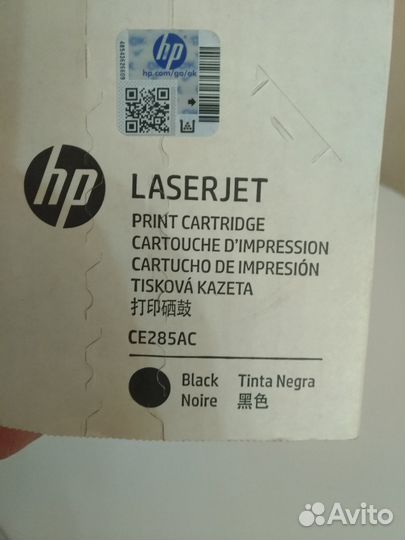 hp
hp.com/go/ok
48543626609
hp
LASERJET
PRINT CARTRIDGE
CARTOUCHE D'IMPRESSION
CARTUCHO DE IMPRESIÓN
TISKOVÁ KAZETA
打印硒鼓
CE285AC
Black Tinta Negra
Noire 黑色
Avito